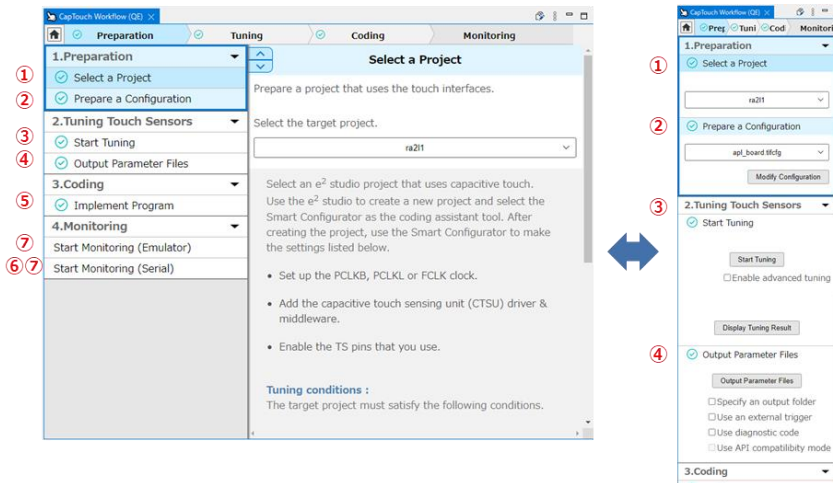 CapTouch Workflow (QE)
Preparation
Tuning
Coding
Monitoring
1.Preparation
① Select a Project
② Prepare a Configuration
2.Tuning Touch Sensors
③ Start Tuning
④ Output Parameter Files
3.Coding
⑤ Implement Program
4.Monitoring
⑦ Start Monitoring (Emulator)
⑥⑦ Start Monitoring (Serial)
Select a Project
Prepare a project that uses the touch interfaces.
Select the target project.
ra2l1
Select an e² studio project that uses capacitive touch.
Use the e² studio to create a new project and select the
Smart Configurator as the coding assistant tool. After
creating the project, use the Smart Configurator to make
the settings listed below.
• Set up the PCLKB, PCLKL or FCLK clock.
• Add the capacitive touch sensing unit (CTSU) driver &
middleware.
• Enable the TS pins that you use.
Tuning conditions :
The target project must satisfy the following conditions.
CapTouch Workflow (QE)
Prep
Tuni
Cod
Monitori
1.Preparation
① Select a Project
ra2l1
② Prepare a Configuration
apl_board.tifcfg
Modify Configuration
③ 2.Tuning Touch Sensors
Start Tuning
Start Tuning
Enable advanced tuning
Display Tuning Result
④ Output Parameter Files
Output Parameter Files
Specify an output folder
Use an external trigger
Use diagnostic code
Use API compatilibity mode
3.Coding